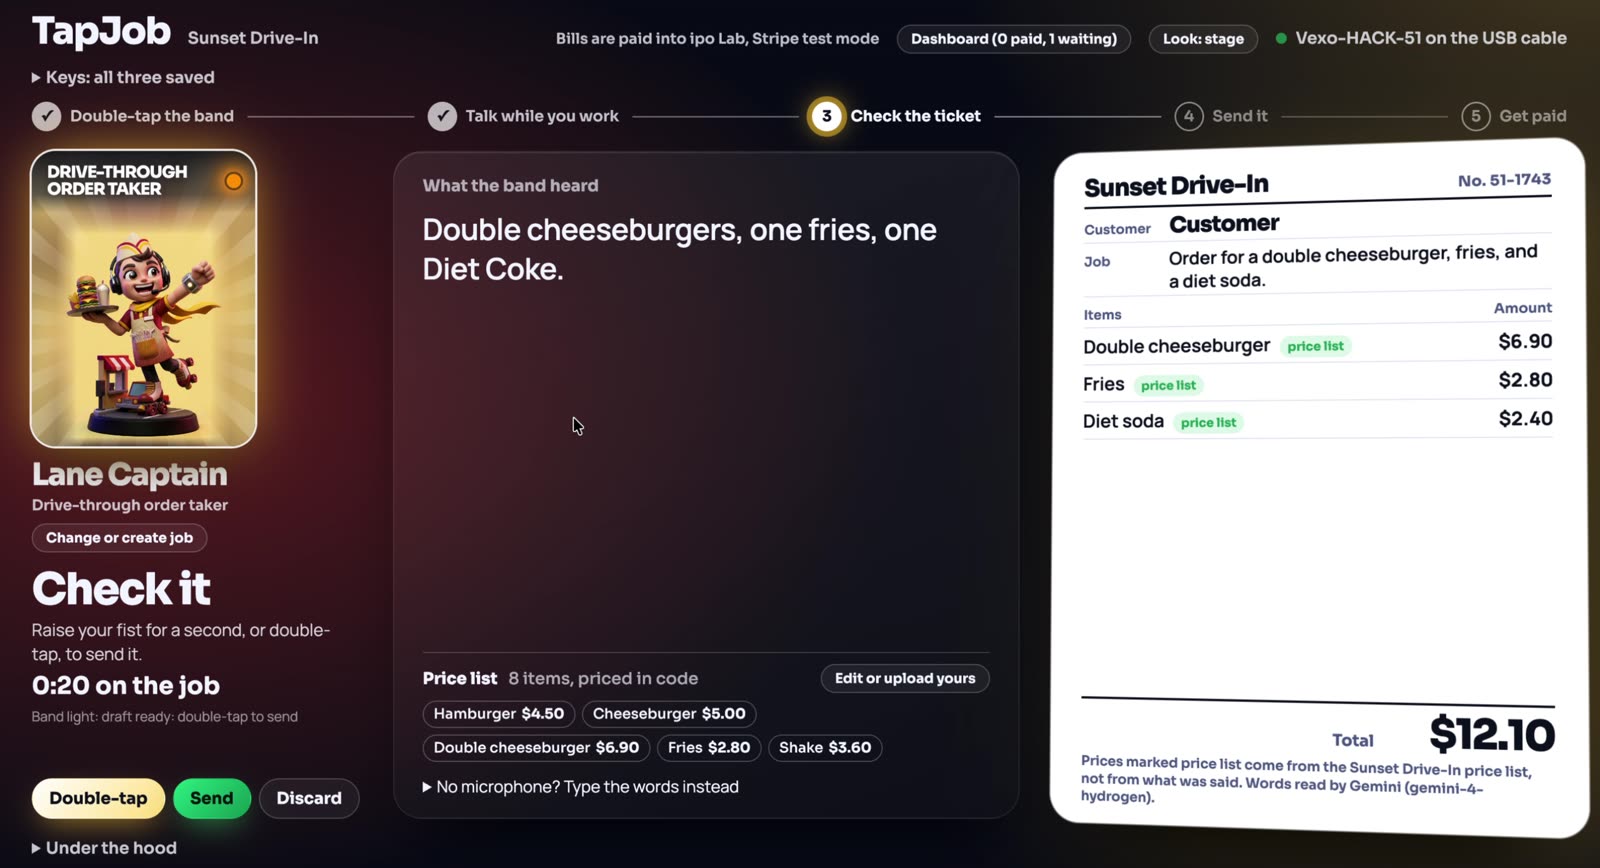 TapJob Sunset Drive-In
Bills are paid into ipo Lab, Stripe test mode
Dashboard (0 paid, 1 waiting)
Look: stage
Vexo-HACK-51 on the USB cable
Keys: all three saved
Double-tap the band
Talk while you work
3 Check the ticket
4 Send it
5 Get paid
DRIVE-THROUGH
ORDER TAKER
Lane Captain
Drive-through order taker
Change or create job
Check it
Raise your fist for a second, or double-
tap, to send it.
0:20 on the job
Band light: draft ready: double-tap to send
Double-tap
Send
Discard
Under the hood
What the band heard
Double cheeseburgers, one fries, one
Diet Coke.
Price list 8 items, priced in code
Edit or upload yours
Hamburger $4.50
Cheeseburger $5.00
Double cheeseburger $6.90
Fries $2.80
Shake $3.60
No microphone? Type the words instead
Sunset Drive-In No. 51-1743
Customer Customer
Job Order for a double cheeseburger, fries, and
a diet soda.
Items Amount
Double cheeseburger price list $6.90
Fries price list $2.80
Diet soda price list $2.40
Total $12.10
Prices marked price list come from the Sunset Drive-In price list,
not from what was said. Words read by Gemini (gemini-4-
hydrogen).